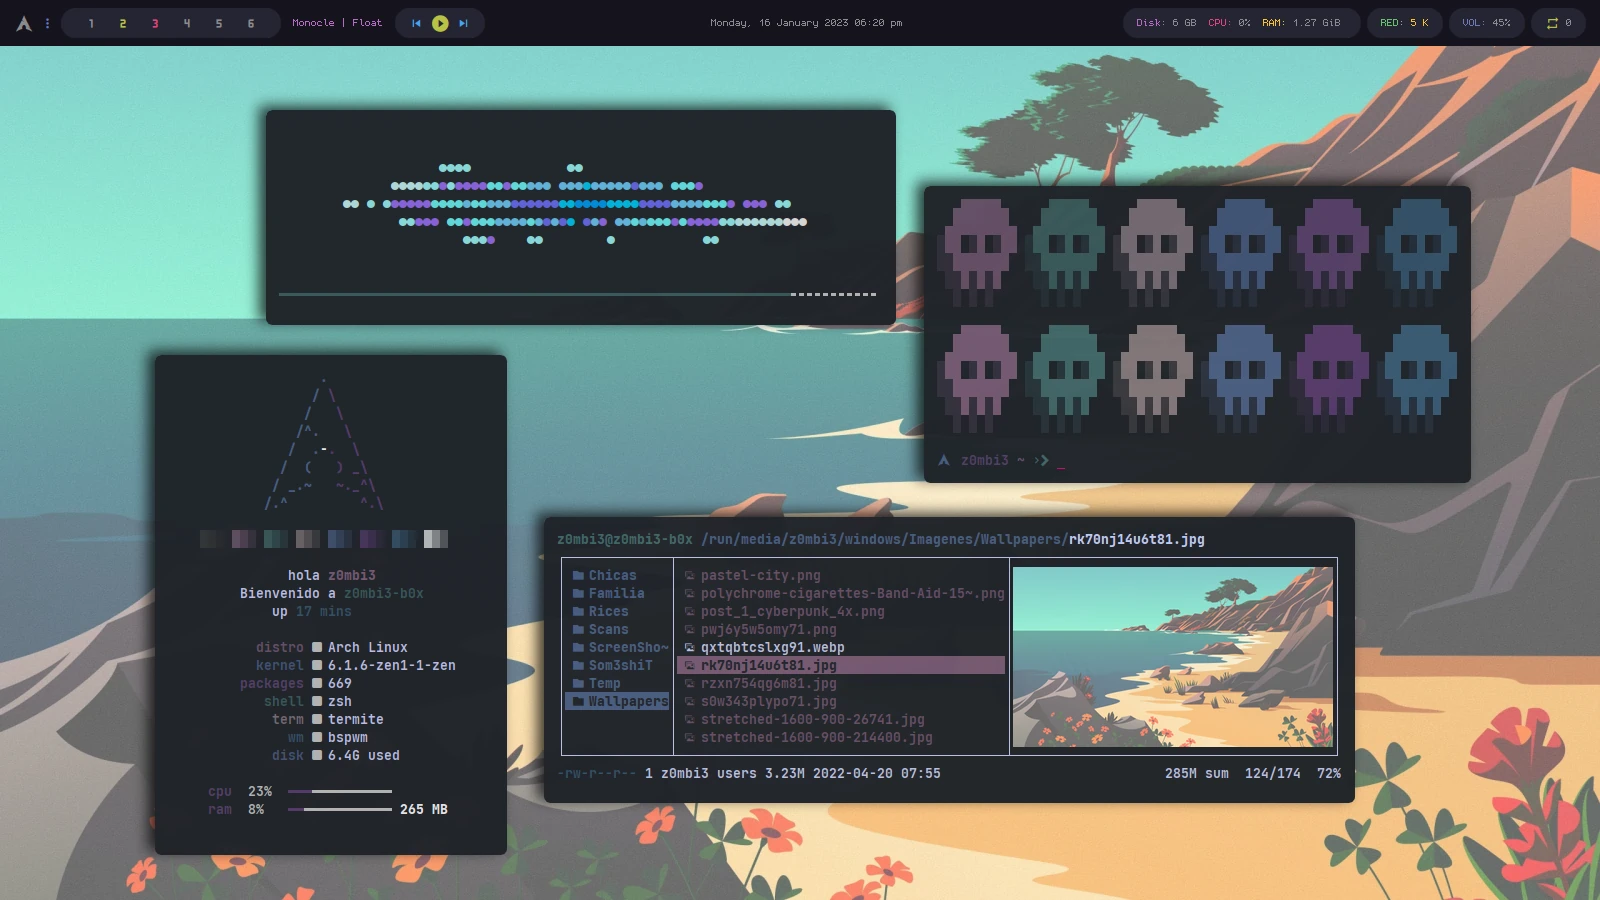 1 2 3 4 5 6 Monocle | Float
Monday, 16 January 2023 06:20 pm
Disk: 6 GB CPU: 0% RAM: 1.27 GiB RED: 5 K VOL: 45% 0
z0mbi3 ~
hola z0mbi3
Bienvenido a z0mbi3-b0x
up 17 mins
distro Arch Linux
kernel 6.1.6-zen1-1-zen
packages 669
shell zsh
term termite
wm bspwm
disk 6.4G used
cpu 23%
ram 8% 265 MB
z0mbi3@z0mbi3-b0x /run/media/z0mbi3/windows/Imagenes/Wallpapers/rk70nj14u6t81.jpg
Chicas
Familia
Rices
Scans
ScreenSho~
Som3shiT
Temp
Wallpapers
pastel-city.png
polychrome-cigarettes-Band-Aid-15~.png
post_1_cyberpunk_4x.png
pwj6y5w5omy71.png
qxtqbtcslxg91.webp
rk70nj14u6t81.jpg
rzxn754qg6m81.jpg
s0w343plypo71.jpg
stretched-1600-900-26741.jpg
stretched-1600-900-214400.jpg
-rw-r--r-- 1 z0mbi3 users 3.23M 2022-04-20 07:55
285M sum 124/174 72%